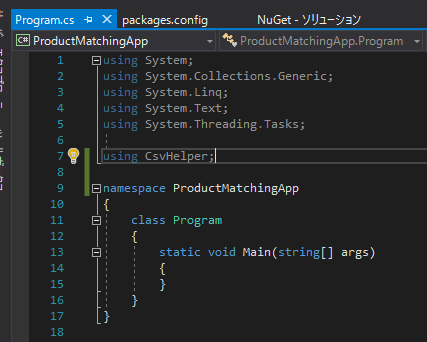 Program.cs packages.config NuGet - ソリューション
C# ProductMatchingApp ProductMatchingApp.Program
1 using System;
2 using System.Collections.Generic;
3 using System.Linq;
4 using System.Text;
5 using System.Threading.Tasks;
6
7 using CsvHelper;
8
9 namespace ProductMatchingApp
10 {
11 class Program
12 {
13 static void Main(string[] args)
14 {
15 }
16 }
17 }
18